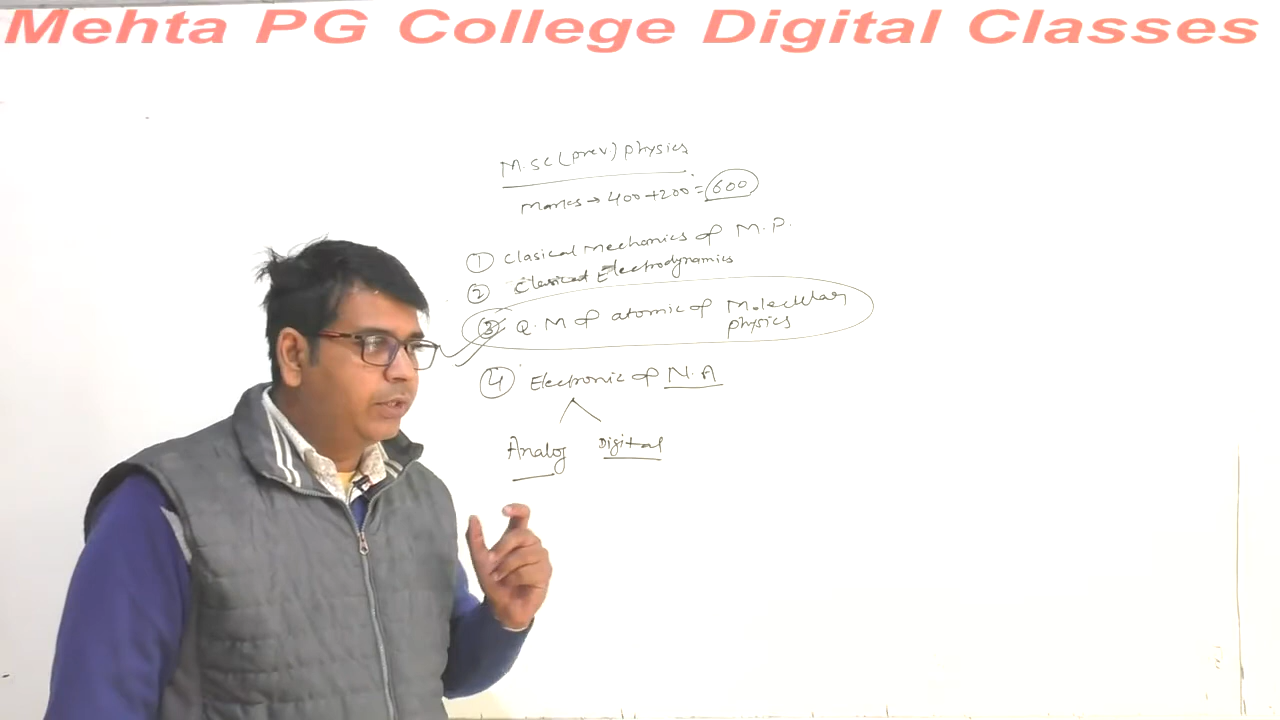 Mehta PG College Digital Classes
M.SC (prev.) physics
Marks → 400+200 = 600
① Clasical Mechanics of M.P.
② Clasical Electrodynamics
③ Q.M of atomic of Molecular
physics
④ Electronic of N.A
Analog Digital